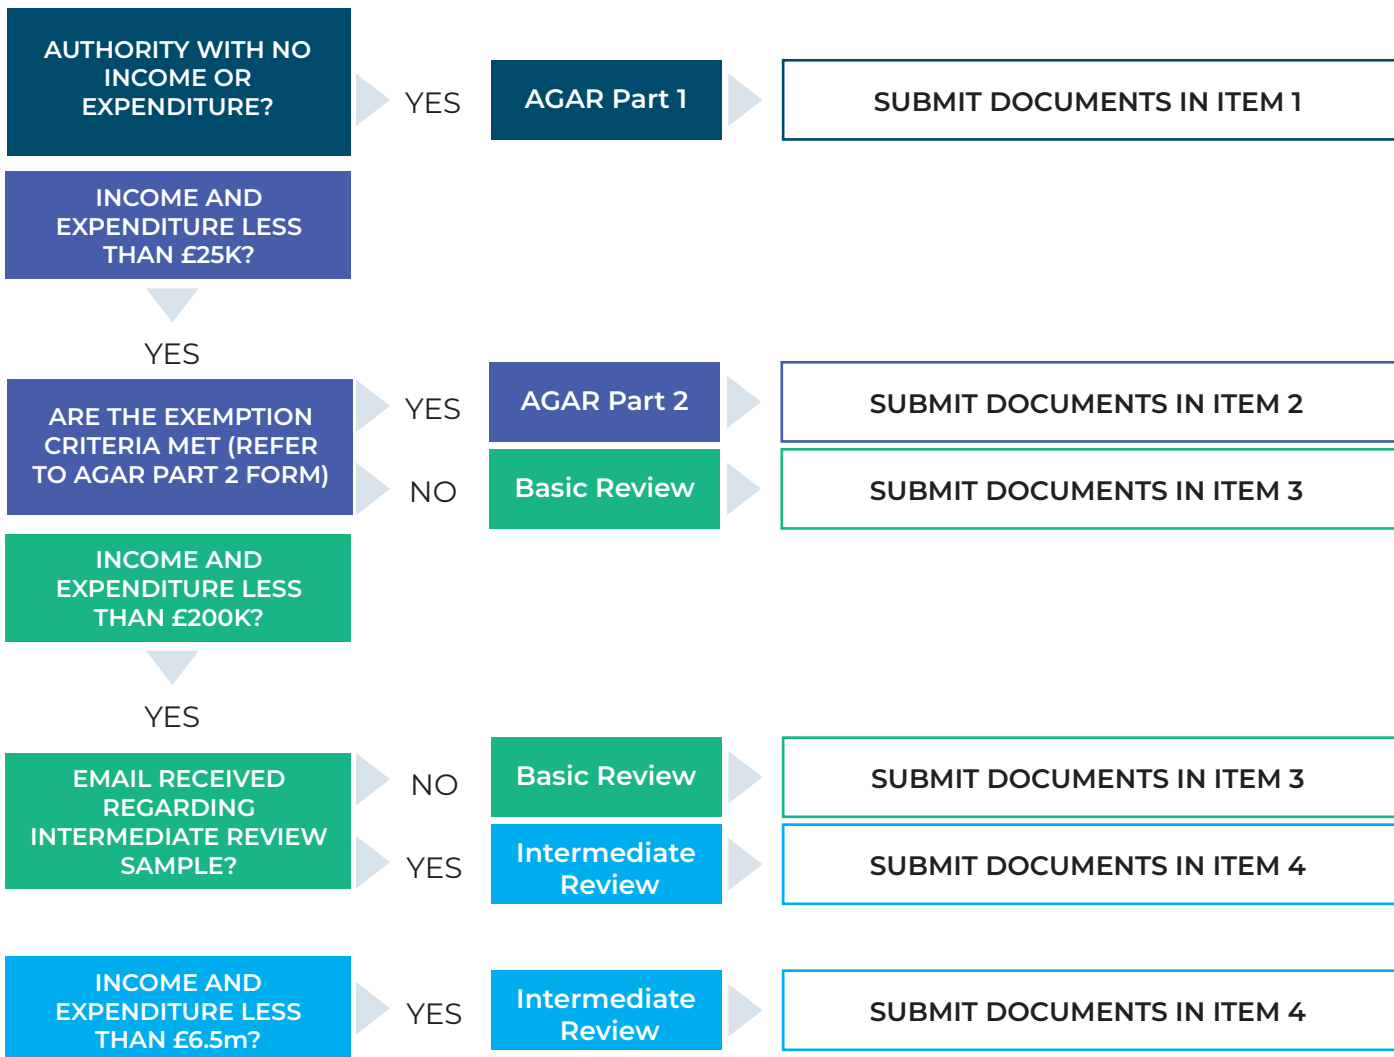 AUTHORITY WITH NO
INCOME OR
EXPENDITURE?
YES
AGAR Part 1
SUBMIT DOCUMENTS IN ITEM 1
INCOME AND
EXPENDITURE LESS
THAN £25K?
YES
ARE THE EXEMPTION
CRITERIA MET (REFER
TO AGAR PART 2 FORM)
YES
AGAR Part 2
SUBMIT DOCUMENTS IN ITEM 2
NO
Basic Review
SUBMIT DOCUMENTS IN ITEM 3
INCOME AND
EXPENDITURE LESS
THAN £200K?
YES
EMAIL RECEIVED
REGARDING
INTERMEDIATE REVIEW
SAMPLE?
NO
Basic Review
SUBMIT DOCUMENTS IN ITEM 3
YES
Intermediate
Review
SUBMIT DOCUMENTS IN ITEM 4
INCOME AND
EXPENDITURE LESS
THAN £6.5m?
YES
Intermediate
Review
SUBMIT DOCUMENTS IN ITEM 4